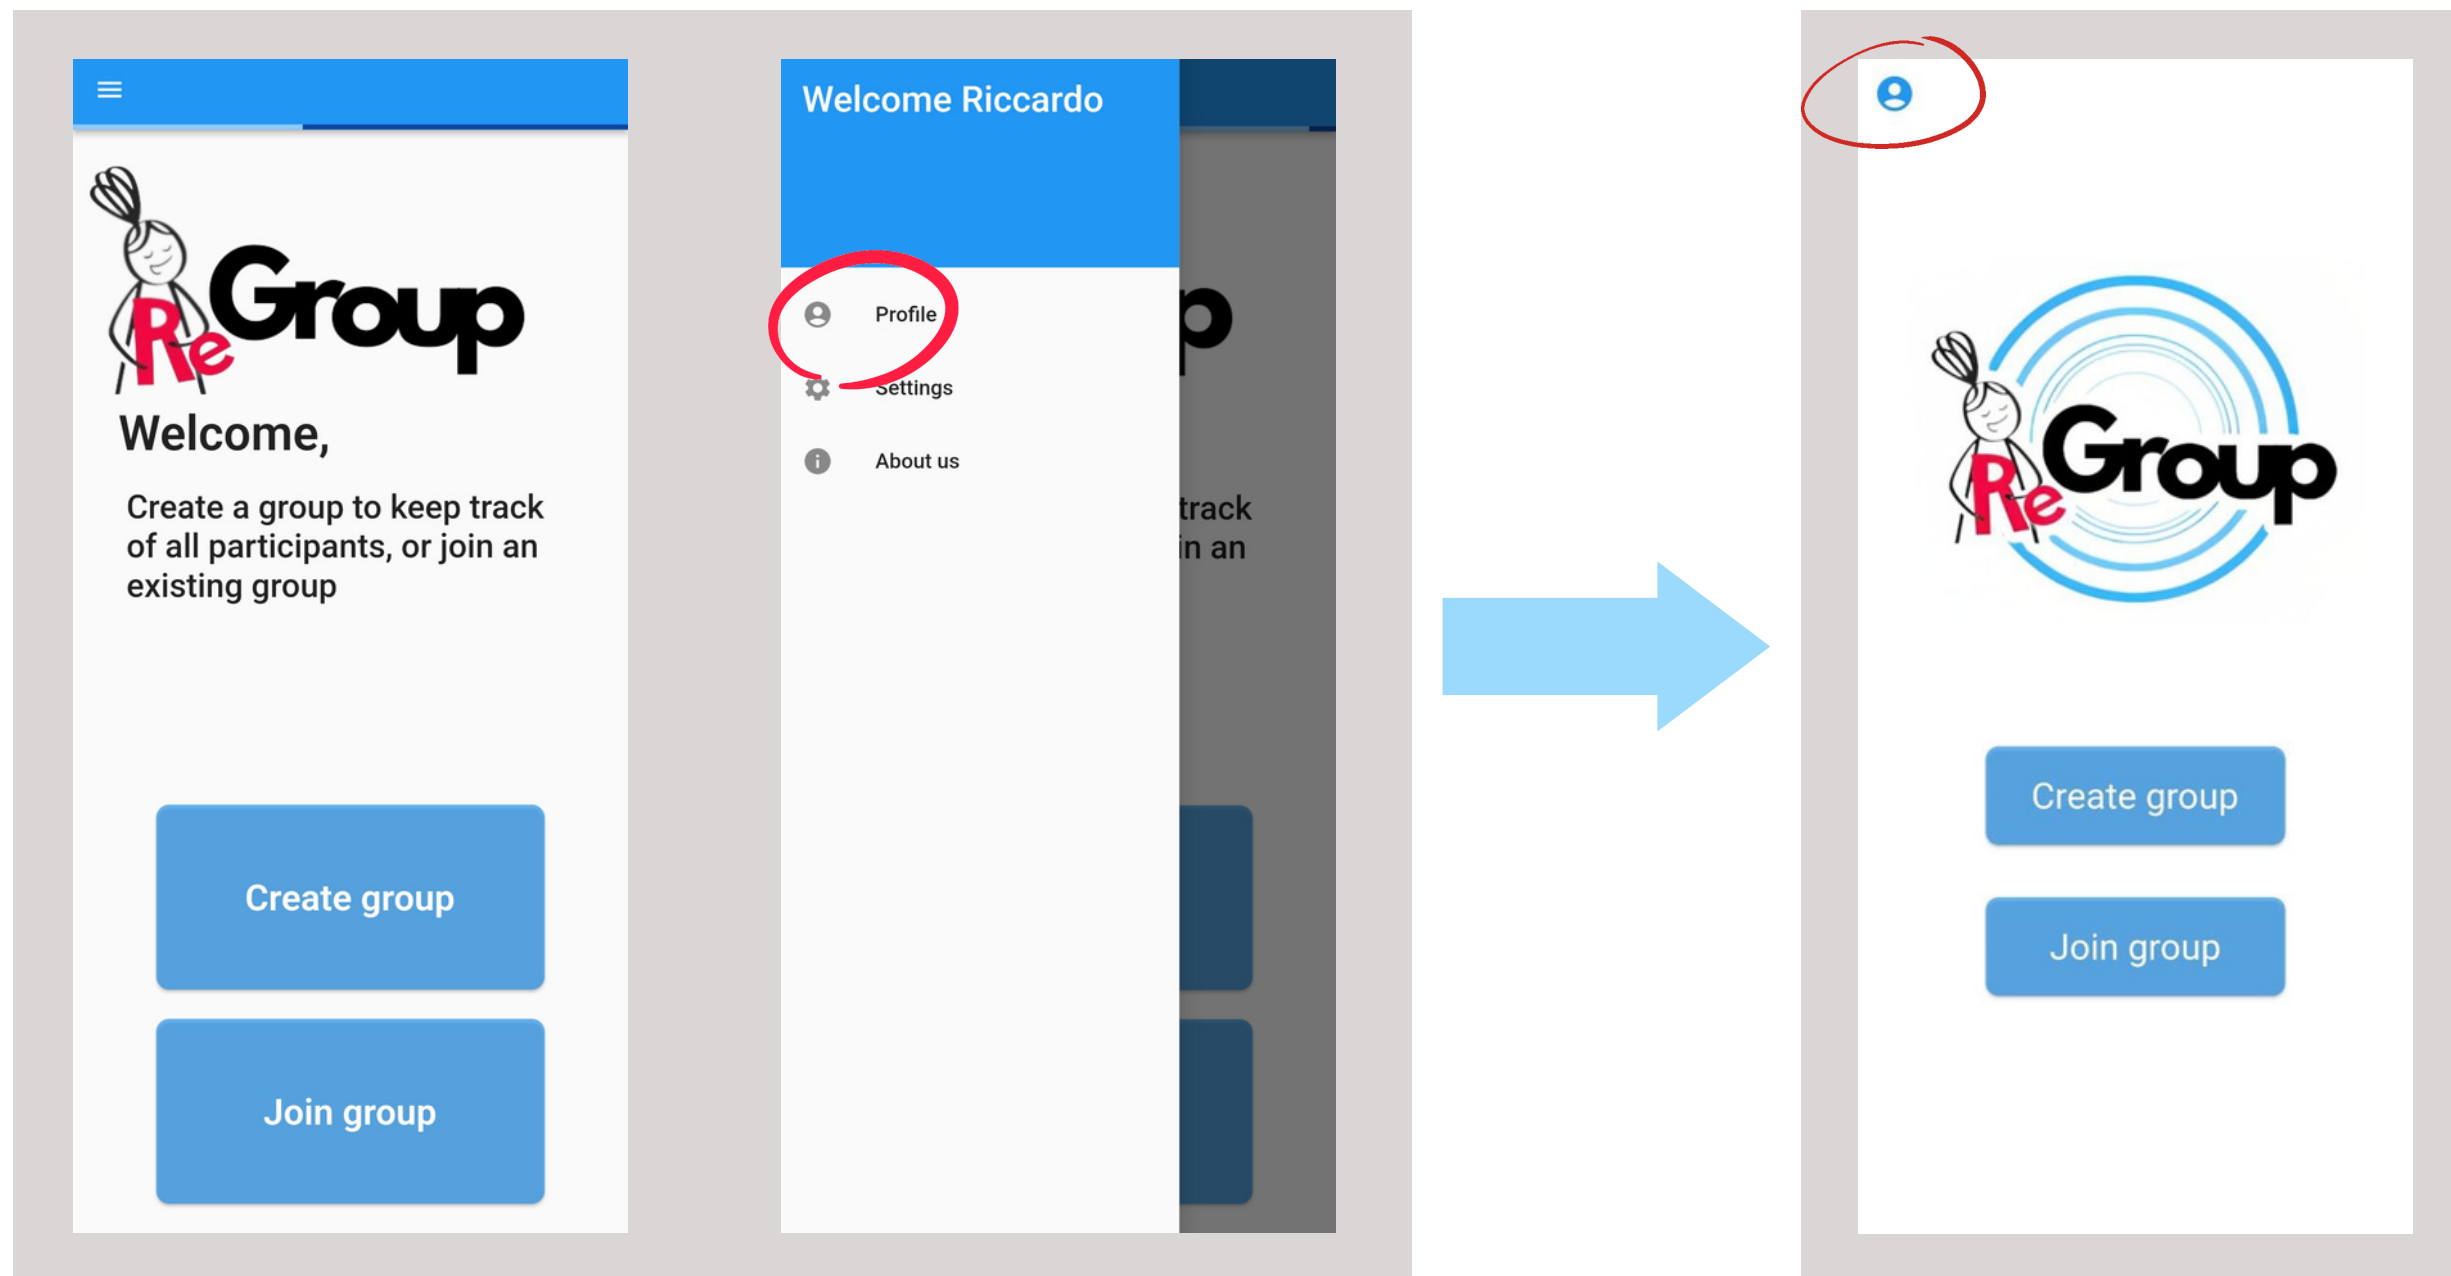 ReGroup
Welcome,
Create a group to keep track
of all participants, or join an
existing group
Create group
Join group
Welcome Riccardo
Profile
Settings
About us
p
track
in an
ReGroup
Create group
Join group